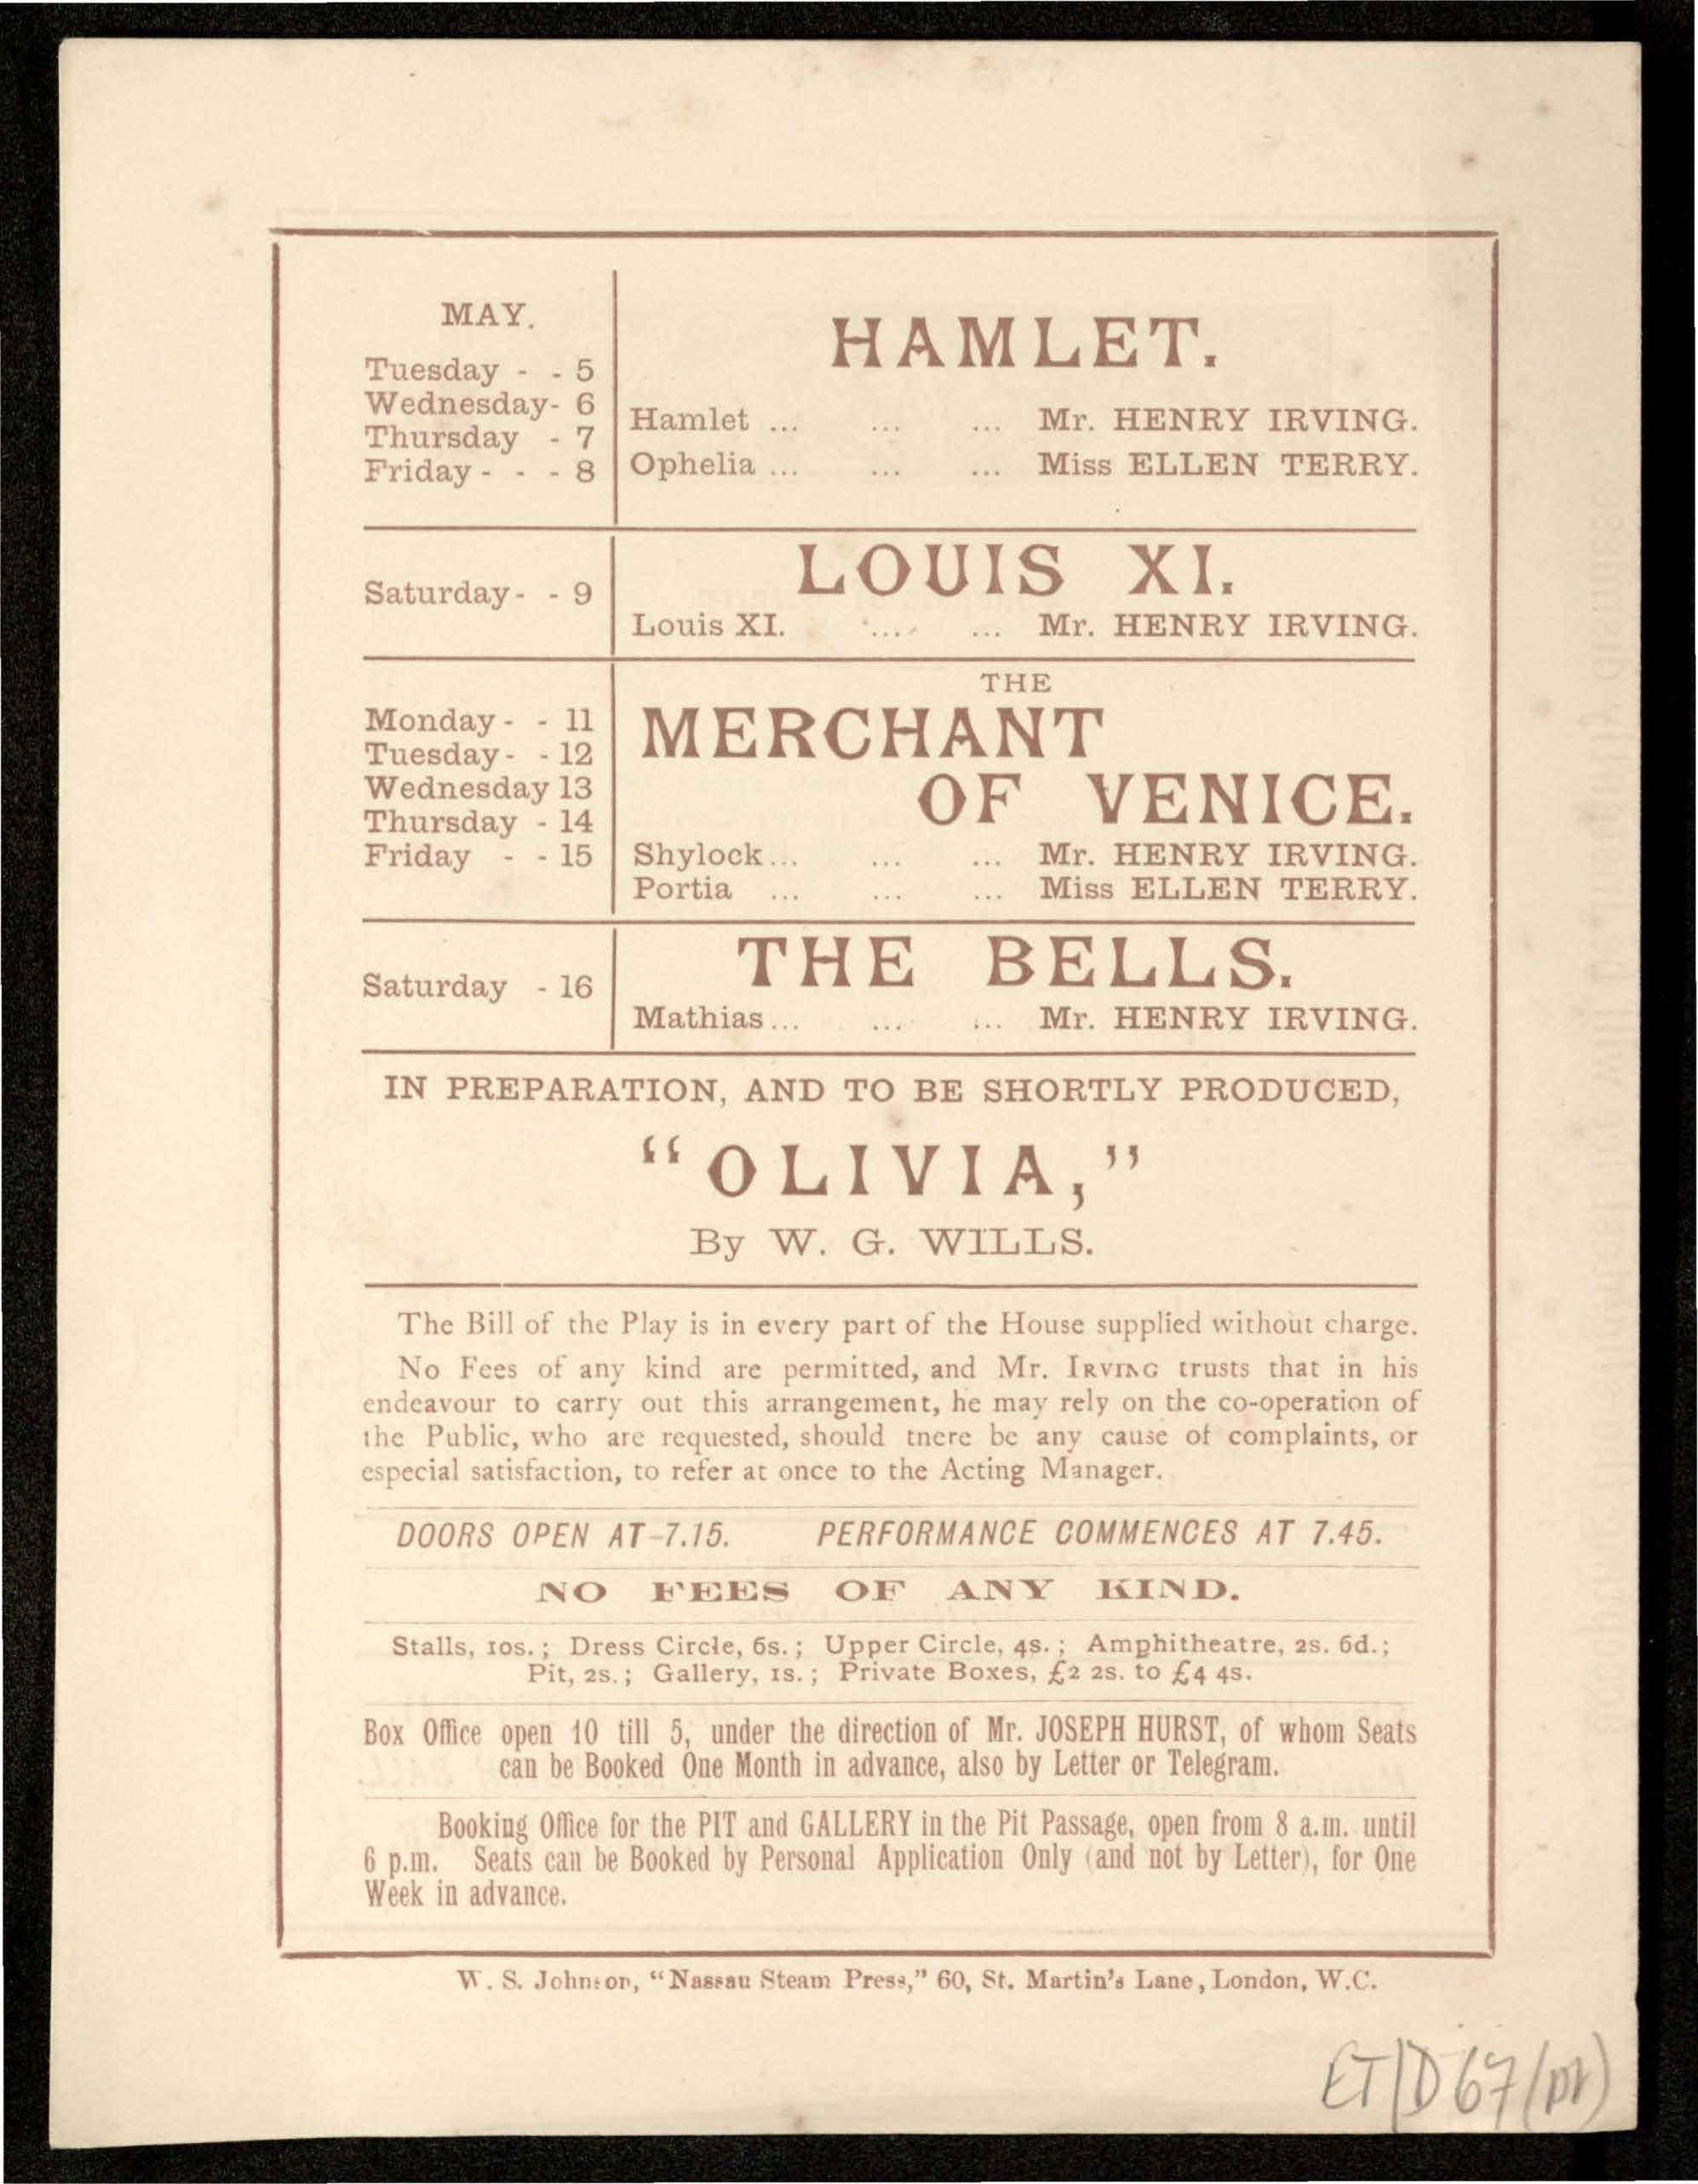 MAY.
Tuesday - - 5
Wednesday- 6
Thursday - 7
Friday - - - 8
HAMLET.
Hamlet ... ... ... Mr. HENRY IRVING.
Ophelia ... ... ... Miss ELLEN TERRY.
Saturday- - 9
LOUIS XI.
Louis XI. .... ... Mr. HENRY IRVING.
Monday - - 11
Tuesday - - 12
Wednesday 13
Thursday - 14
Friday - - 15
THE
MERCHANT
OF VENICE.
Shylock ... ... ... Mr. HENRY IRVING.
Portia ... ... ... Miss ELLEN TERRY.
Saturday - 16
THE BELLS.
Mathias ... ... ... Mr. HENRY IRVING.
IN PREPARATION, AND TO BE SHORTLY PRODUCED,
“OLIVIA,”
By W. G. WILLS.
The Bill of the Play is in every part of the House supplied without charge.
No Fees of any kind are permitted, and Mr. IRVING trusts that in his
endeavour to carry out this arrangement, he may rely on the co-operation of
the Public, who are requested, should there be any cause of complaints, or
especial satisfaction, to refer at once to the Acting Manager.
DOORS OPEN AT 7.15. PERFORMANCE COMMENCES AT 7.45.
NO FEES OF ANY KIND.
Stalls, 10s. ; Dress Circle, 6s. ; Upper Circle, 4s. ; Amphitheatre, 2s. 6d. ;
Pit, 2s. ; Gallery, 1s. ; Private Boxes, £2 2s. to £4 4s.
Box Office open 10 till 5, under the direction of Mr. JOSEPH HURST, of whom Seats
can be Booked One Month in advance, also by Letter or Telegram.
Booking Office for the PIT and GALLERY in the Pit Passage, open from 8 a.m. until
6 p.m. Seats can be Booked by Personal Application Only (and not by Letter), for One
Week in advance.
W. S. Johnson, “Nassau Steam Press,” 60, St. Martin's Lane, London, W.C.
ET/D67/